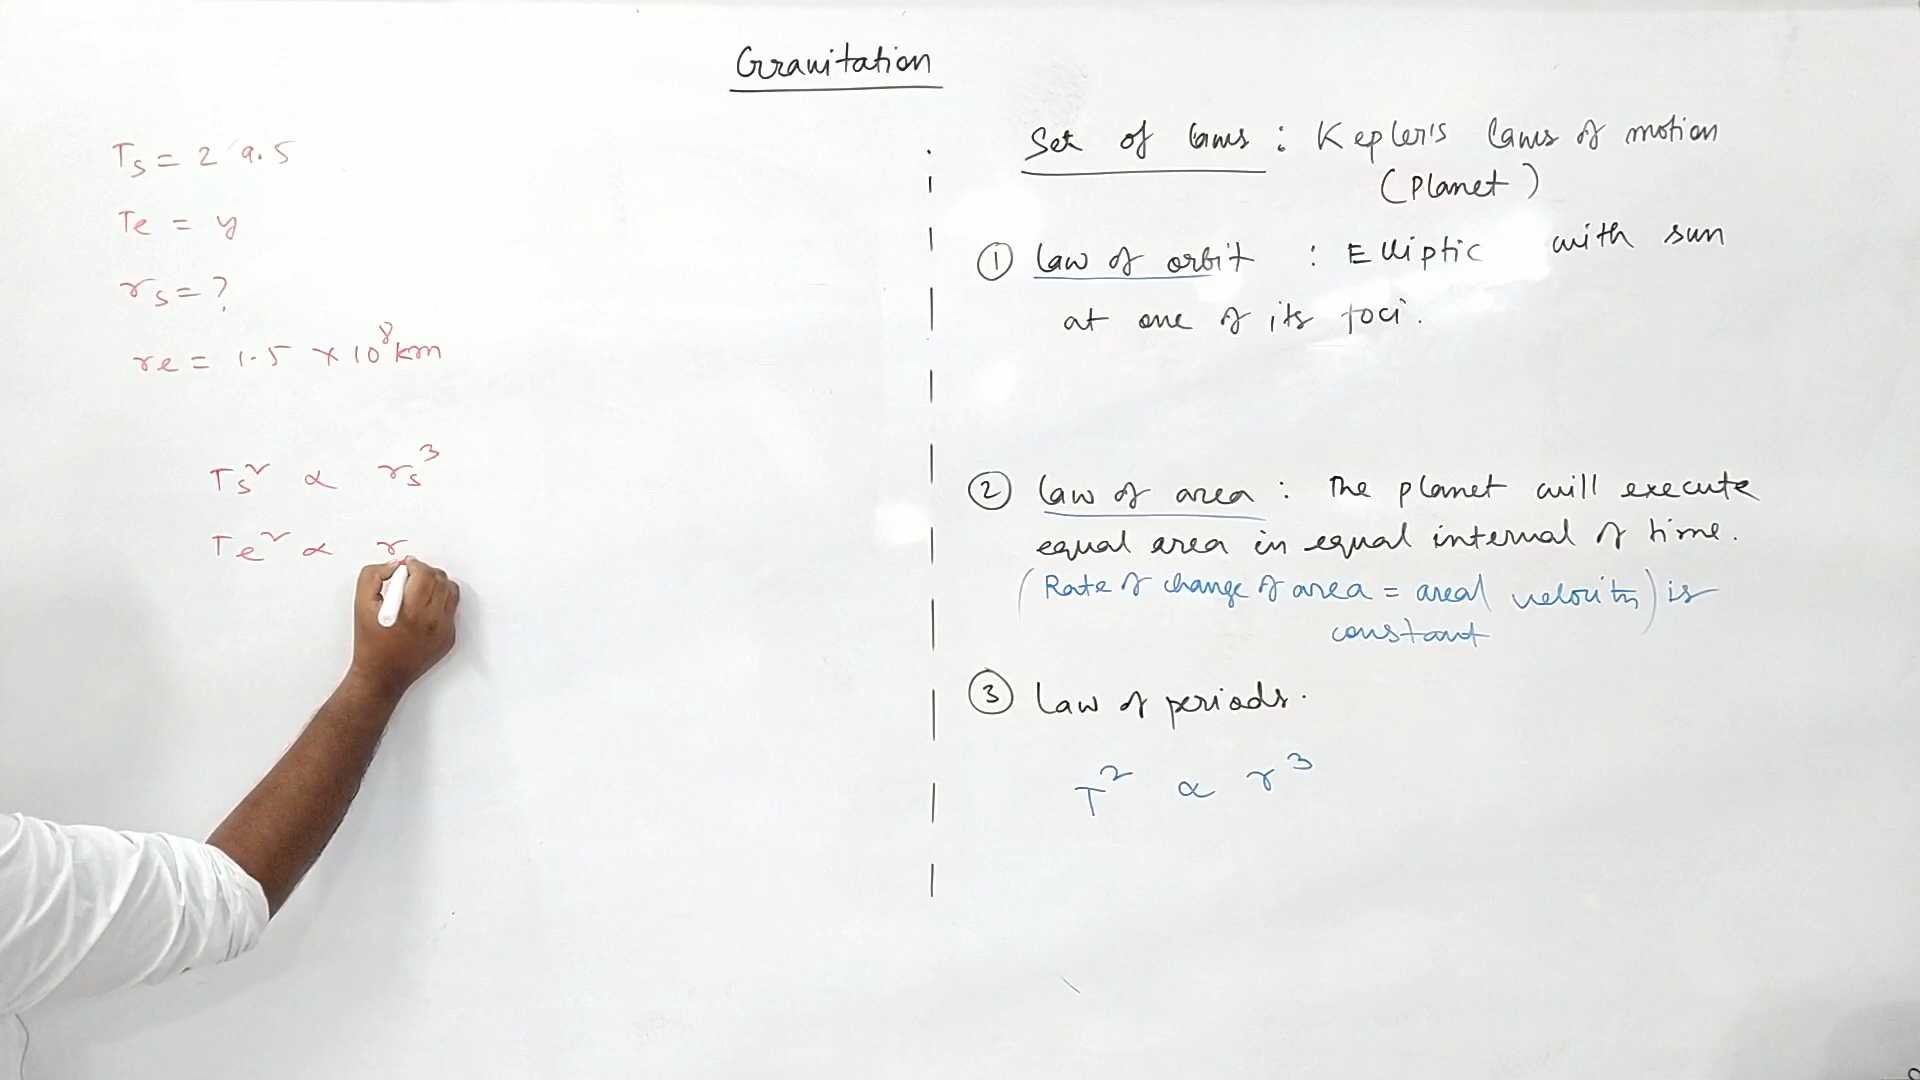 Gravitation
Ts = 29.5
Te = y
rs = ?
re = 1.5 × 10⁸ km
Ts² ∝ rs³
Te² ∝ r
Set of laws : Kepler's laws of motion
(Planet)
① Law of orbit : Elliptic with sun
at one of its foci.
② Law of area : The planet will execute
equal area in equal interval of time.
(Rate of change of area = areal velocity) is
constant
③ Law of periods.
T² ∝ r³